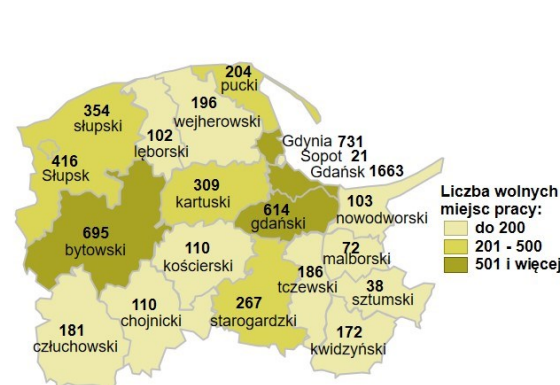 204
pucki
354
słupski
196
wejherowski
102
lęborski
Gdynia 731
Sopot 21
Gdańsk 1663
416
Słupsk
309
kartuski
614
gdański
103
nowodworski
695
bytowski
110
kościerski
72
malborski
186
tczewski
38
sztumski
110
chojnicki
267
starogardzki
181
człuchowski
172
kwidzyński
Liczba wolnych
miejsc pracy:
do 200
201 - 500
501 i więcej